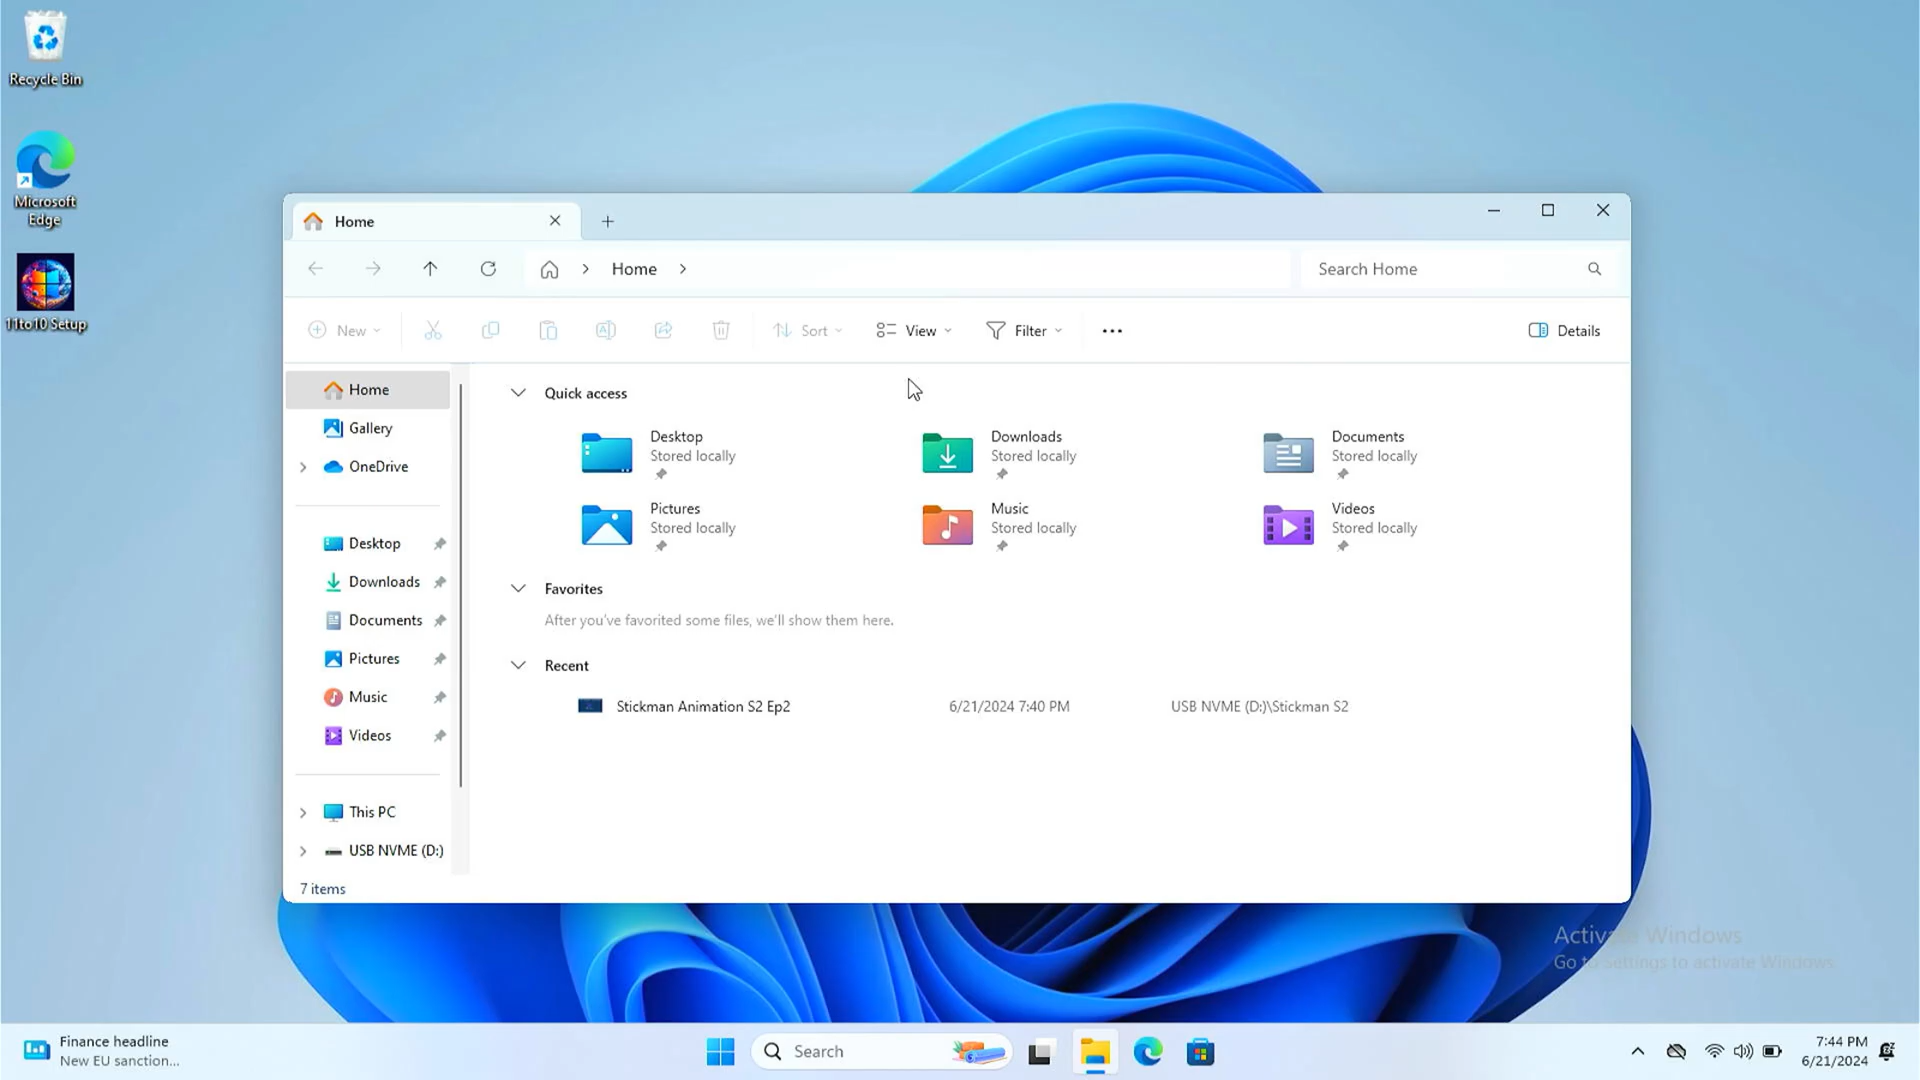 Recycle Bin
Microsoft
Edge
11to10 Setup
Home
Home
Search Home
New
Sort
View
Filter
Details
Home
Gallery
OneDrive
Desktop
Downloads
Documents
Pictures
Music
Videos
This PC
USB NVME (D:)
Quick access
Desktop
Stored locally
Downloads
Stored locally
Documents
Stored locally
Pictures
Stored locally
Music
Stored locally
Videos
Stored locally
Favorites
After you've favorited some files, we'll show them here.
Recent
Stickman Animation S2 Ep2 6/21/2024 7:40 PM USB NVME (D:)\Stickman S2
7 items
Activate Windows
Go to Settings to activate Windows.
Finance headline
New EU sanction...
Search
7:44 PM
6/21/2024